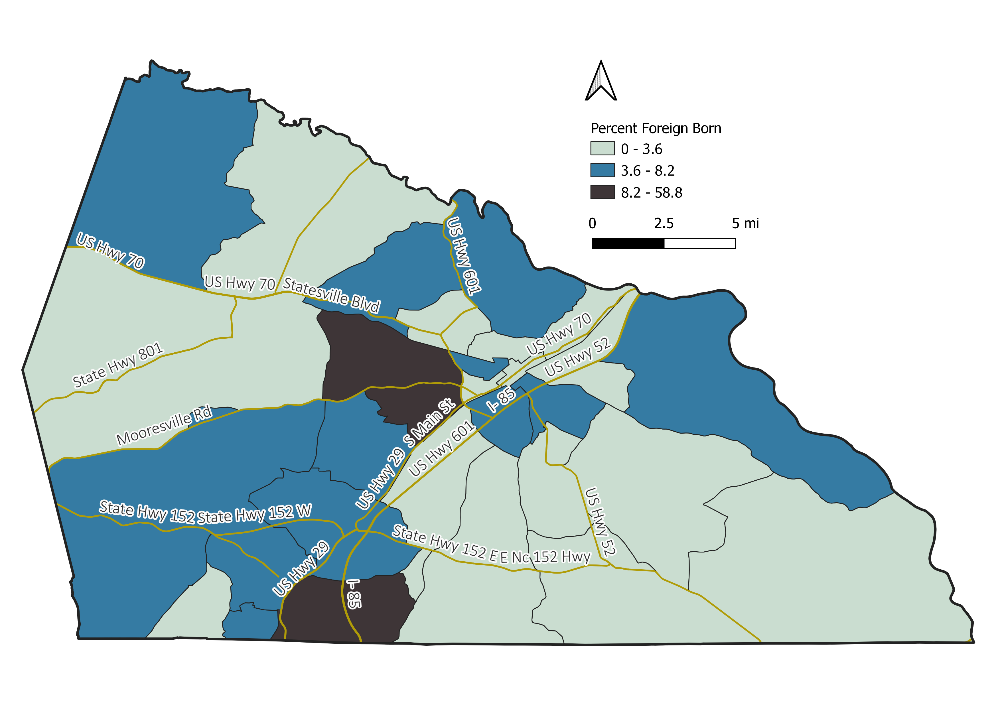 Percent Foreign Born
0 - 3.6
3.6 - 8.2
8.2 - 58.8
0 2.5 5 mi
US Hwy 70
US Hwy 70
Statesville Blvd
US Hwy 601
US Hwy 70
US Hwy 52
State Hwy 801
Mooresville Rd
I- 85
S Main St
US Hwy 601
US Hwy 29
State Hwy 152
State Hwy 152 W
US Hwy 52
State Hwy 152 E
E Nc 152 Hwy
US Hwy 29
I- 85